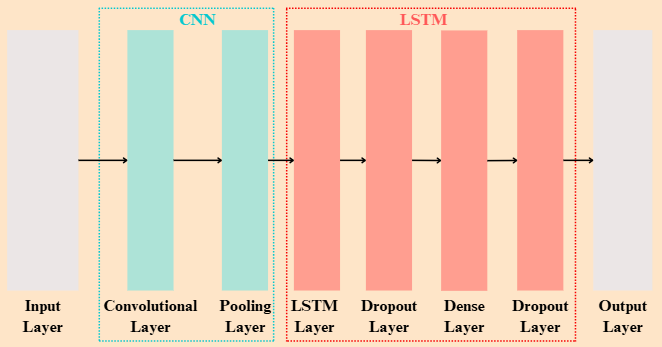 CNN
LSTM
Input
Layer
Convolutional
Layer
Pooling
Layer
LSTM
Layer
Dropout
Layer
Dense
Layer
Dropout
Layer
Output
Layer